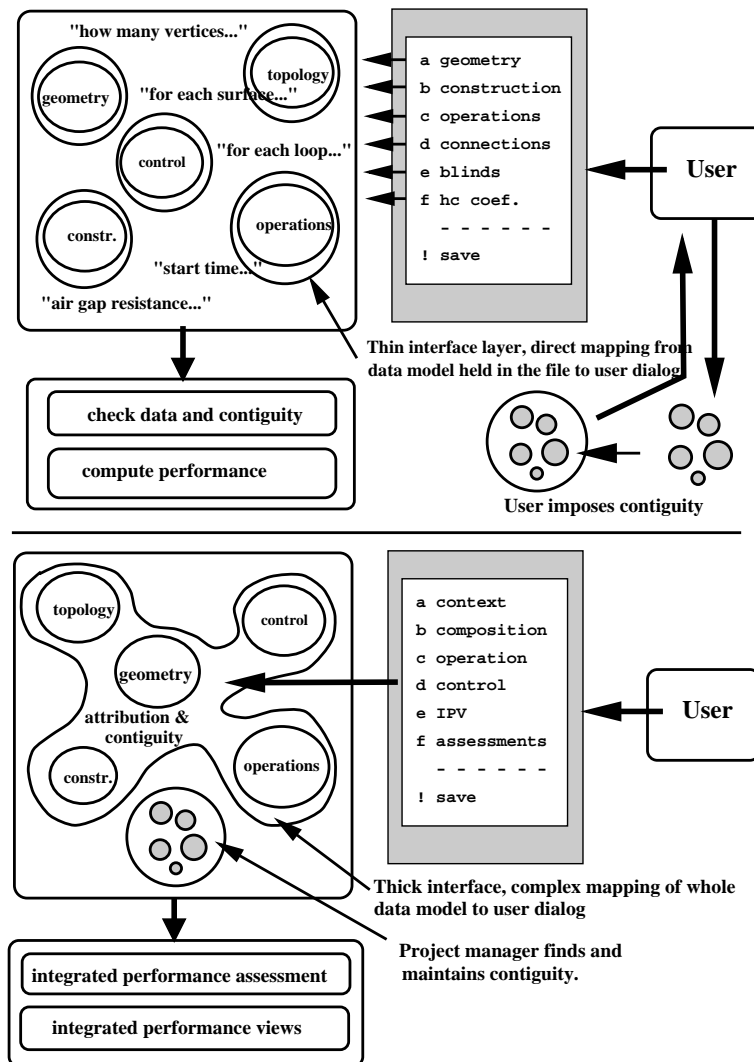 "how many vertices..."
topology
geometry
"for each surface..."
control
"for each loop..."
constr.
operations
"start time..."
"air gap resistance..."
a geometry
b construction
c operations
d connections
e blinds
f hc coef.
- - - - - -
! save
User
Thin interface layer, direct mapping from
data model held in the file to user dialog
check data and contiguity
compute performance
User imposes contiguity
topology
control
geometry
attribution &
contiguity
constr.
operations
a context
b composition
c operation
d control
e IPV
f assessments
- - - - - -
! save
User
Thick interface, complex mapping of whole
data model to user dialog
Project manager finds and
maintains contiguity.
integrated performance assessment
integrated performance views